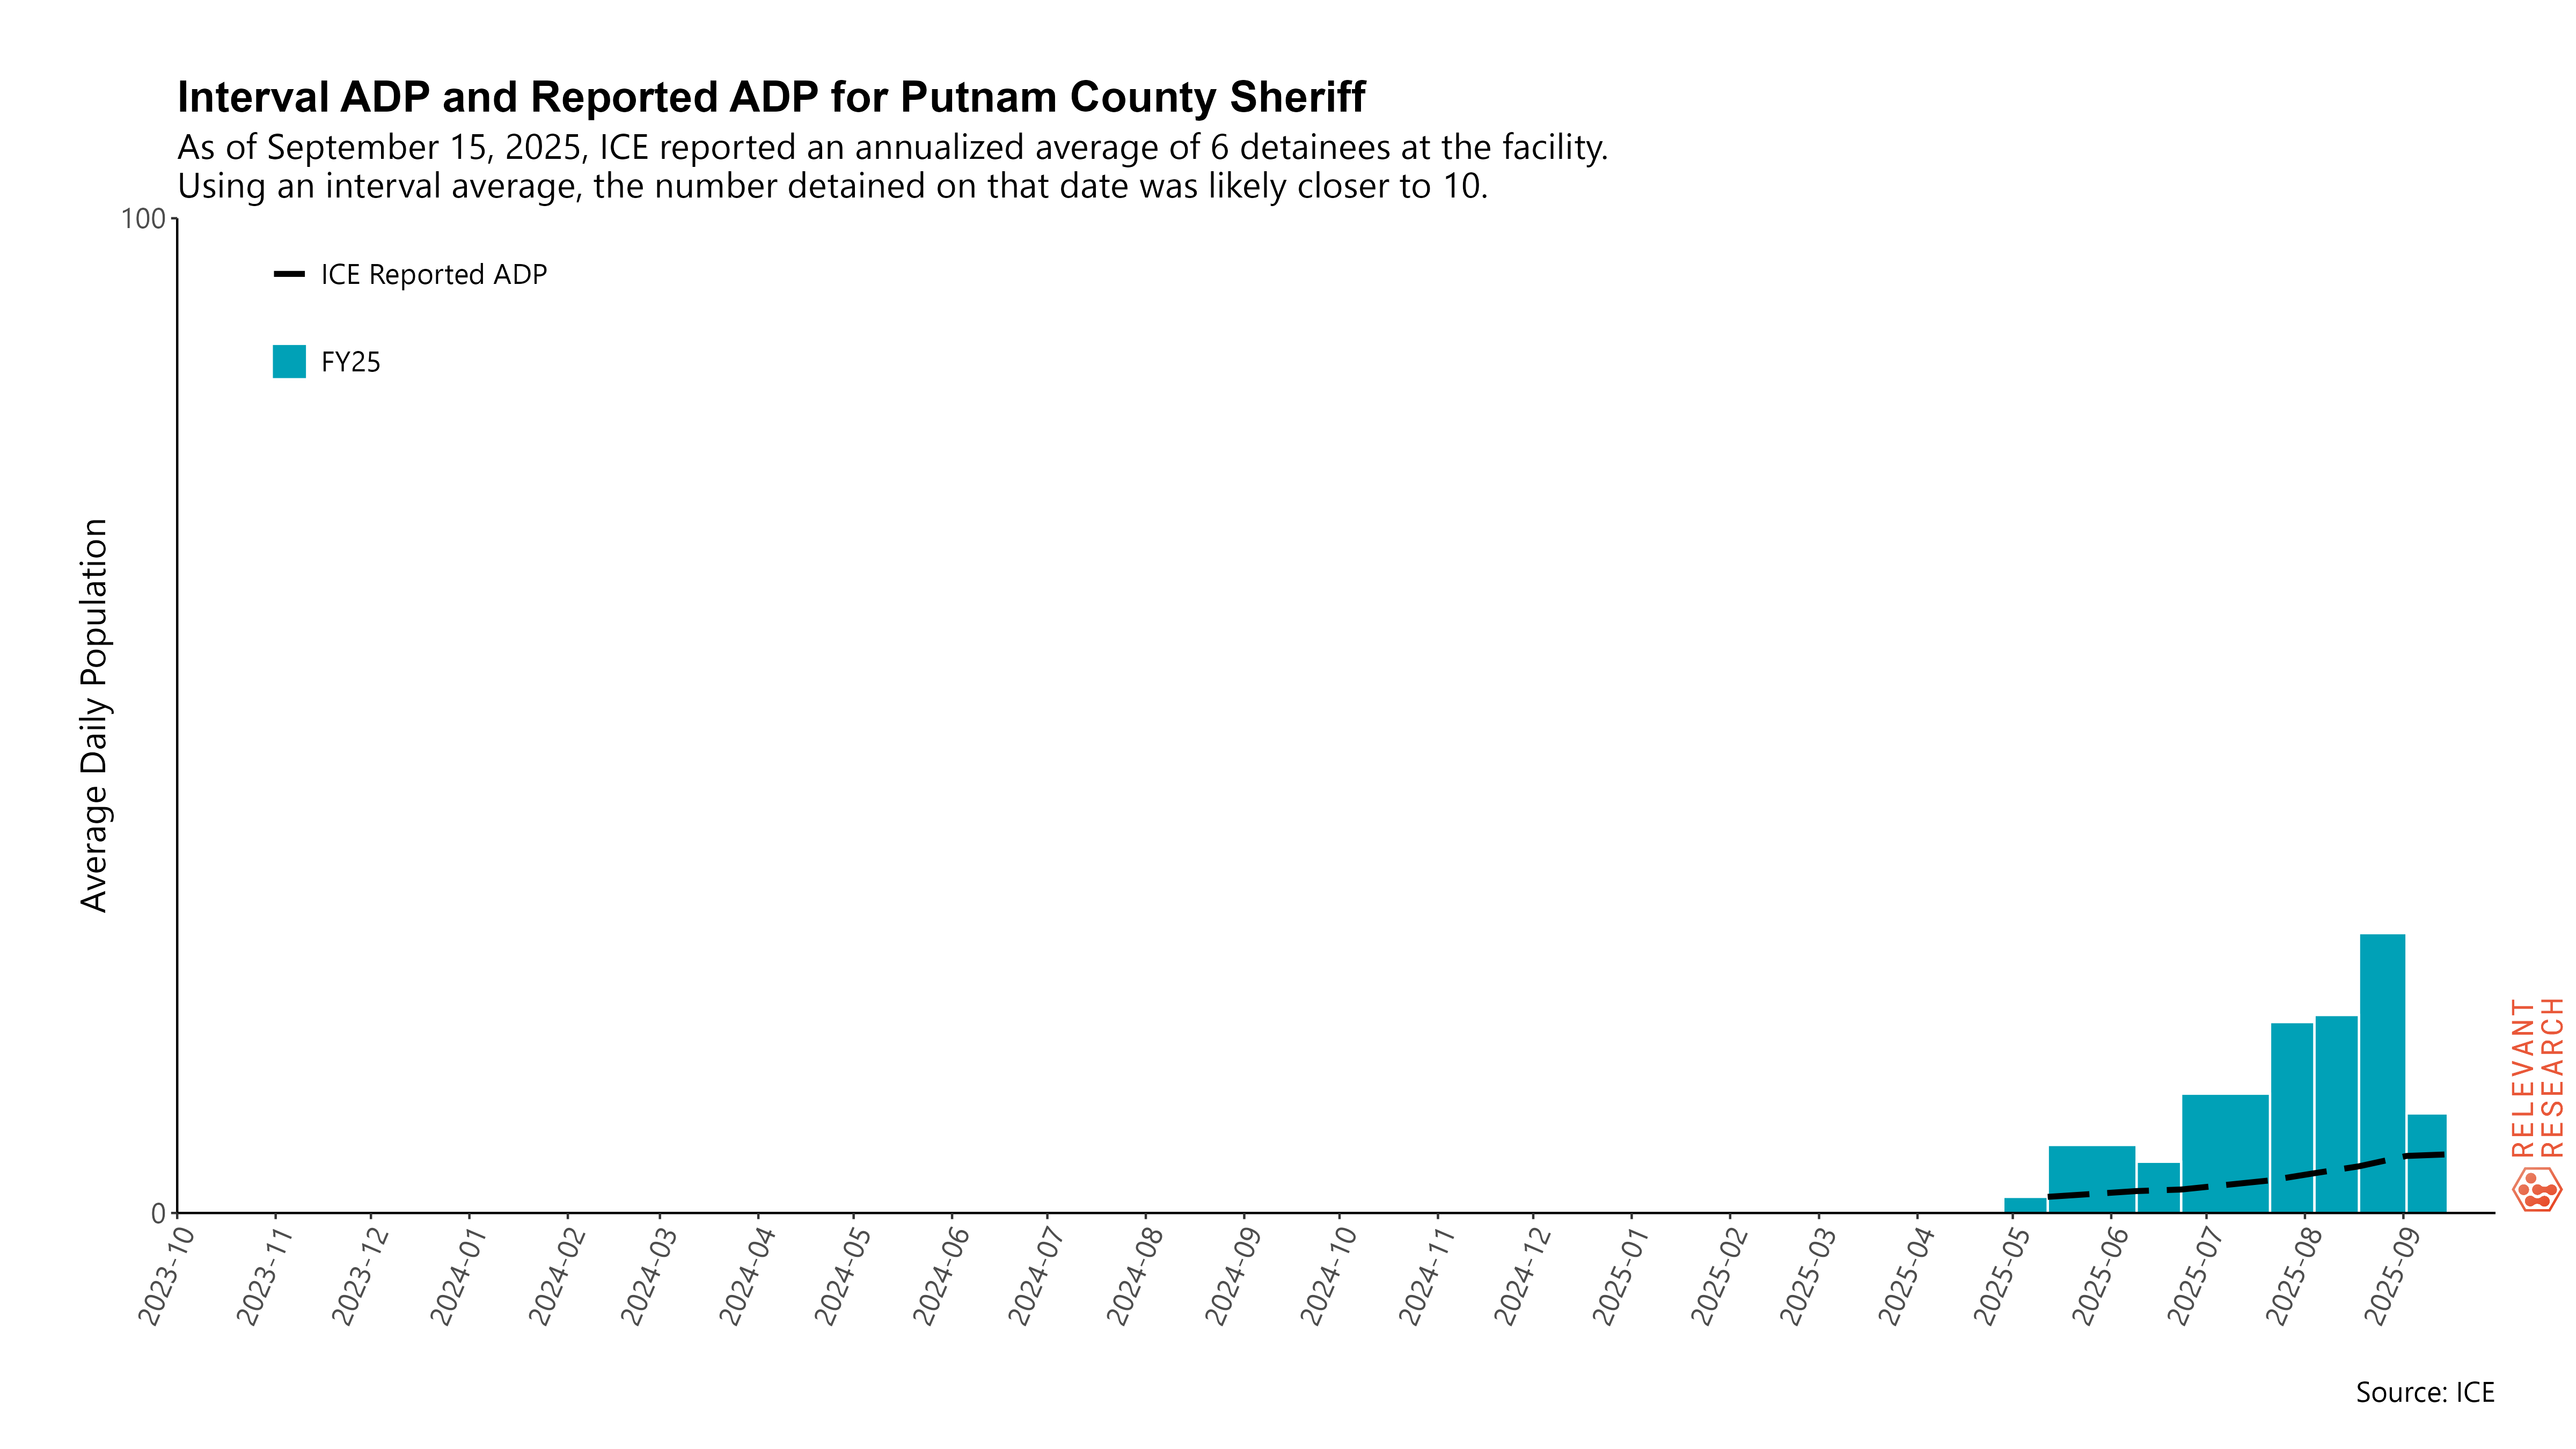 Interval ADP and Reported ADP for Putnam County Sheriff
As of September 15, 2025, ICE reported an annualized average of 6 detainees at the facility.
Using an interval average, the number detained on that date was likely closer to 10.
100
ICE Reported ADP
FY25
Average Daily Population
0
2023-10
2023-11
2023-12
2024-01
2024-02
2024-03
2024-04
2024-05
2024-06
2024-07
2024-08
2024-09
2024-10
2024-11
2024-12
2025-01
2025-02
2025-03
2025-04
2025-05
2025-06
2025-07
2025-08
2025-09
RELEVANT
RESEARCH
Source: ICE